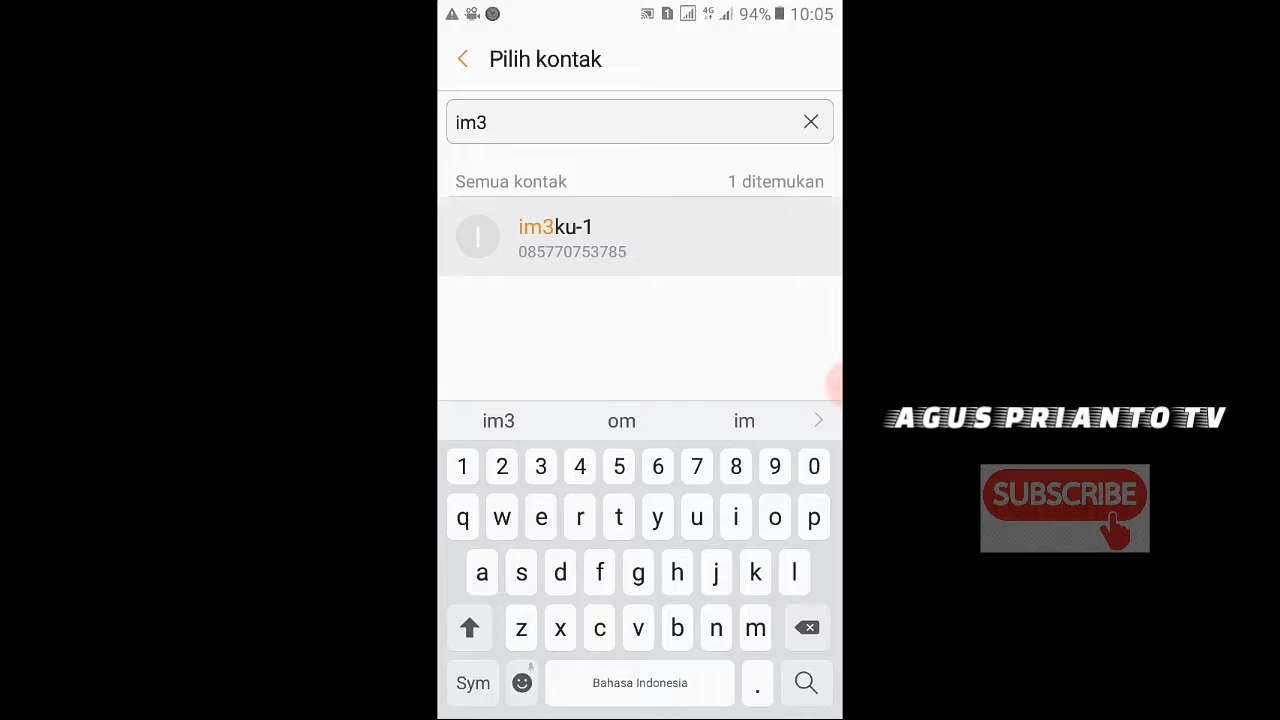 4G 94% 10:05
Pilih kontak
im3
Semua kontak 1 ditemukan
I im3ku-1
085770753785
im3 om im
1 2 3 4 5 6 7 8 9 0
q w e r t y u i o p
a s d f g h j k l
z x c v b n m
Sym Bahasa Indonesia .
AGUS PRIANTO TV
SUBSCRIBE